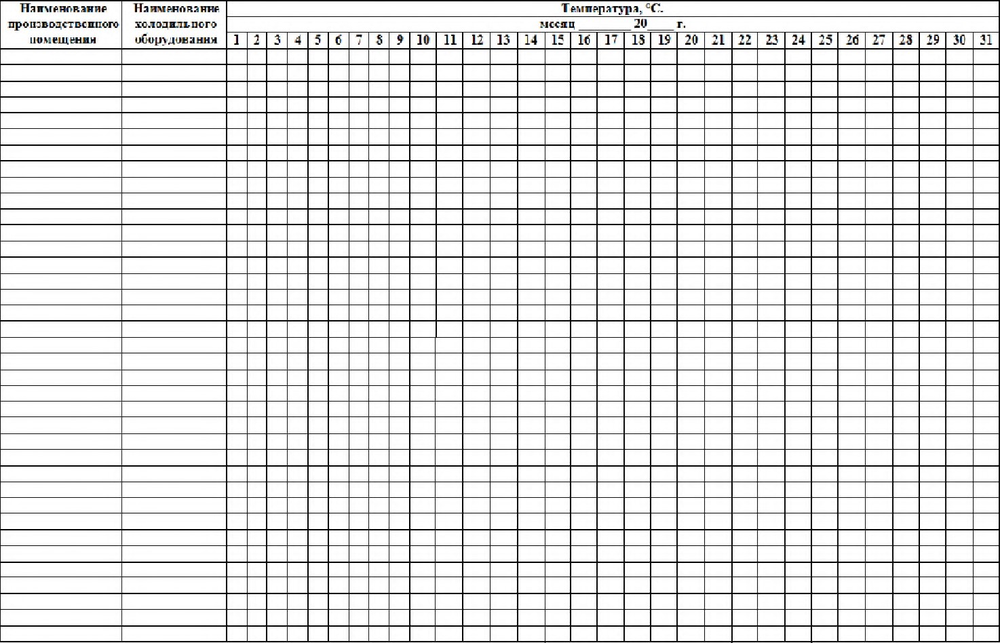 Наименование производственного помещения
Наименование холодильного оборудования
Температура, °С.
месяц ________ 20____ г.
1 2 3 4 5 6 7 8 9 10 11 12 13 14 15 16 17 18 19 20 21 22 23 24 25 26 27 28 29 30 31